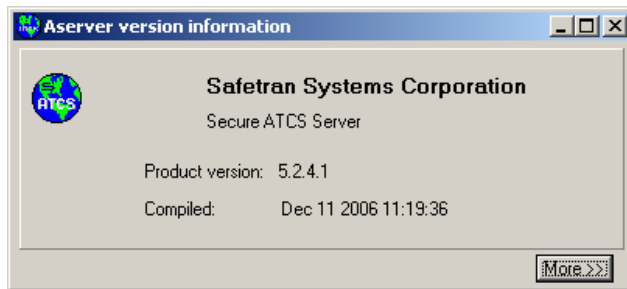 Aserver version information
Safetran Systems Corporation
ATCS
Secure ATCS Server
Product version: 5.2.4.1
Compiled: Dec 11 2006 11:19:36
More >>